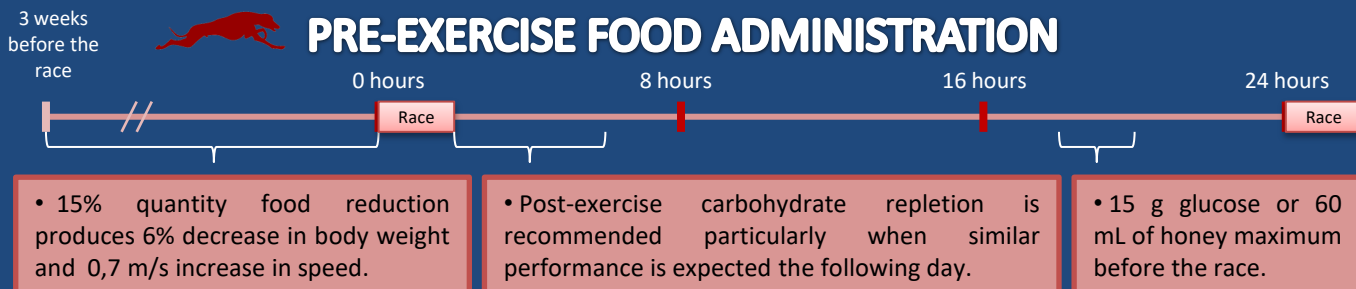 3 weeks
before the
race
PRE-EXERCISE FOOD ADMINISTRATION
0 hours
8 hours
16 hours
24 hours
Race
Race
• 15% quantity food reduction
produces 6% decrease in body weight
and 0,7 m/s increase in speed.
• Post-exercise carbohydrate repletion is
recommended particularly when similar
performance is expected the following day.
• 15 g glucose or 60
mL of honey maximum
before the race.